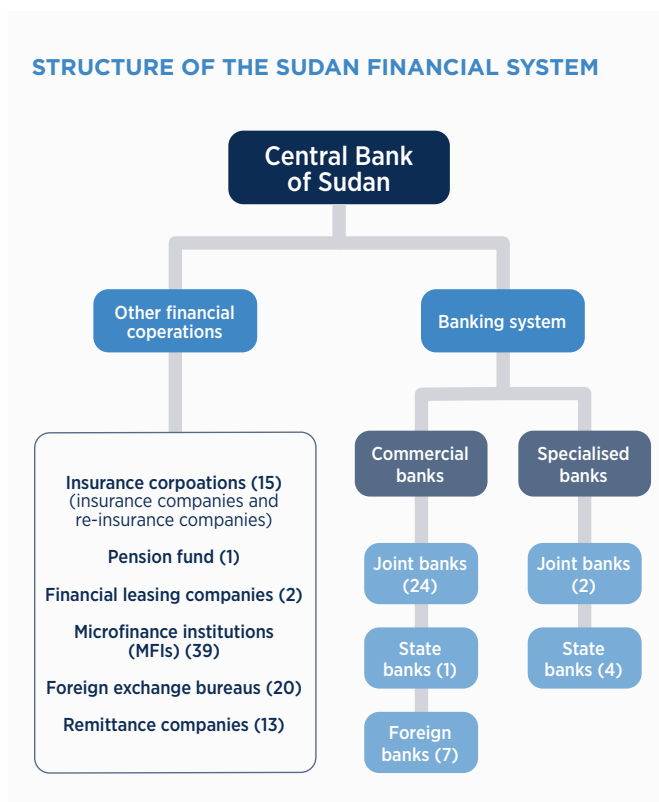 STRUCTURE OF THE SUDAN FINANCIAL SYSTEM
Central Bank
of Sudan
Other financial
coperations
Banking system
Insurance corpoations (15)
(insurance companies and
re-insurance companies)
Pension fund (1)
Financial leasing companies (2)
Microfinance institutions
(MFIs) (39)
Foreign exchange bureaus (20)
Remittance companies (13)
Commercial
banks
Joint banks
(24)
State
banks (1)
Foreign
banks (7)
Specialised
banks
Joint banks
(2)
State
banks (4)